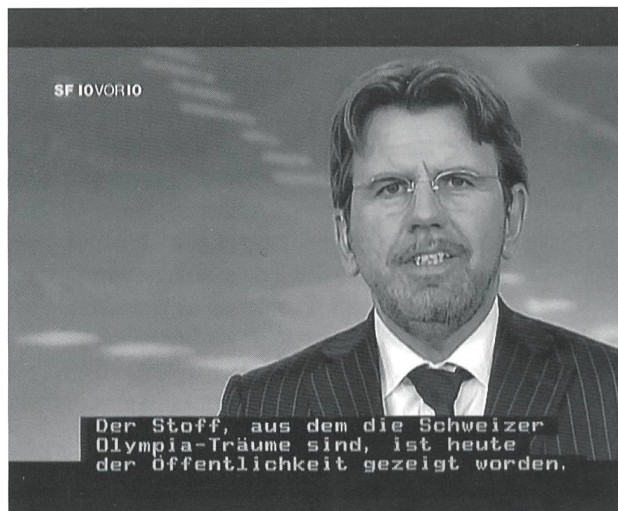 SF 10VOR10
Der Stoff, aus dem die Schweizer
Olympia-Träume sind, ist heute
der Öffentlichkeit gezeigt worden.